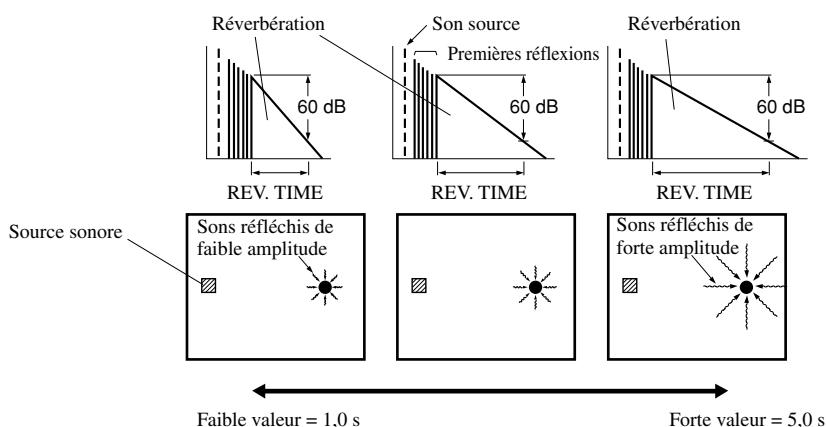 Réverbération
Son source
Premières réflexions
Réverbération
60 dB
60 dB
60 dB
REV. TIME
REV. TIME
REV. TIME
Source sonore
Sons réfléchis de
faible amplitude
Sons réfléchis de
forte amplitude
Faible valeur = 1,0 s
Forte valeur = 5,0 s